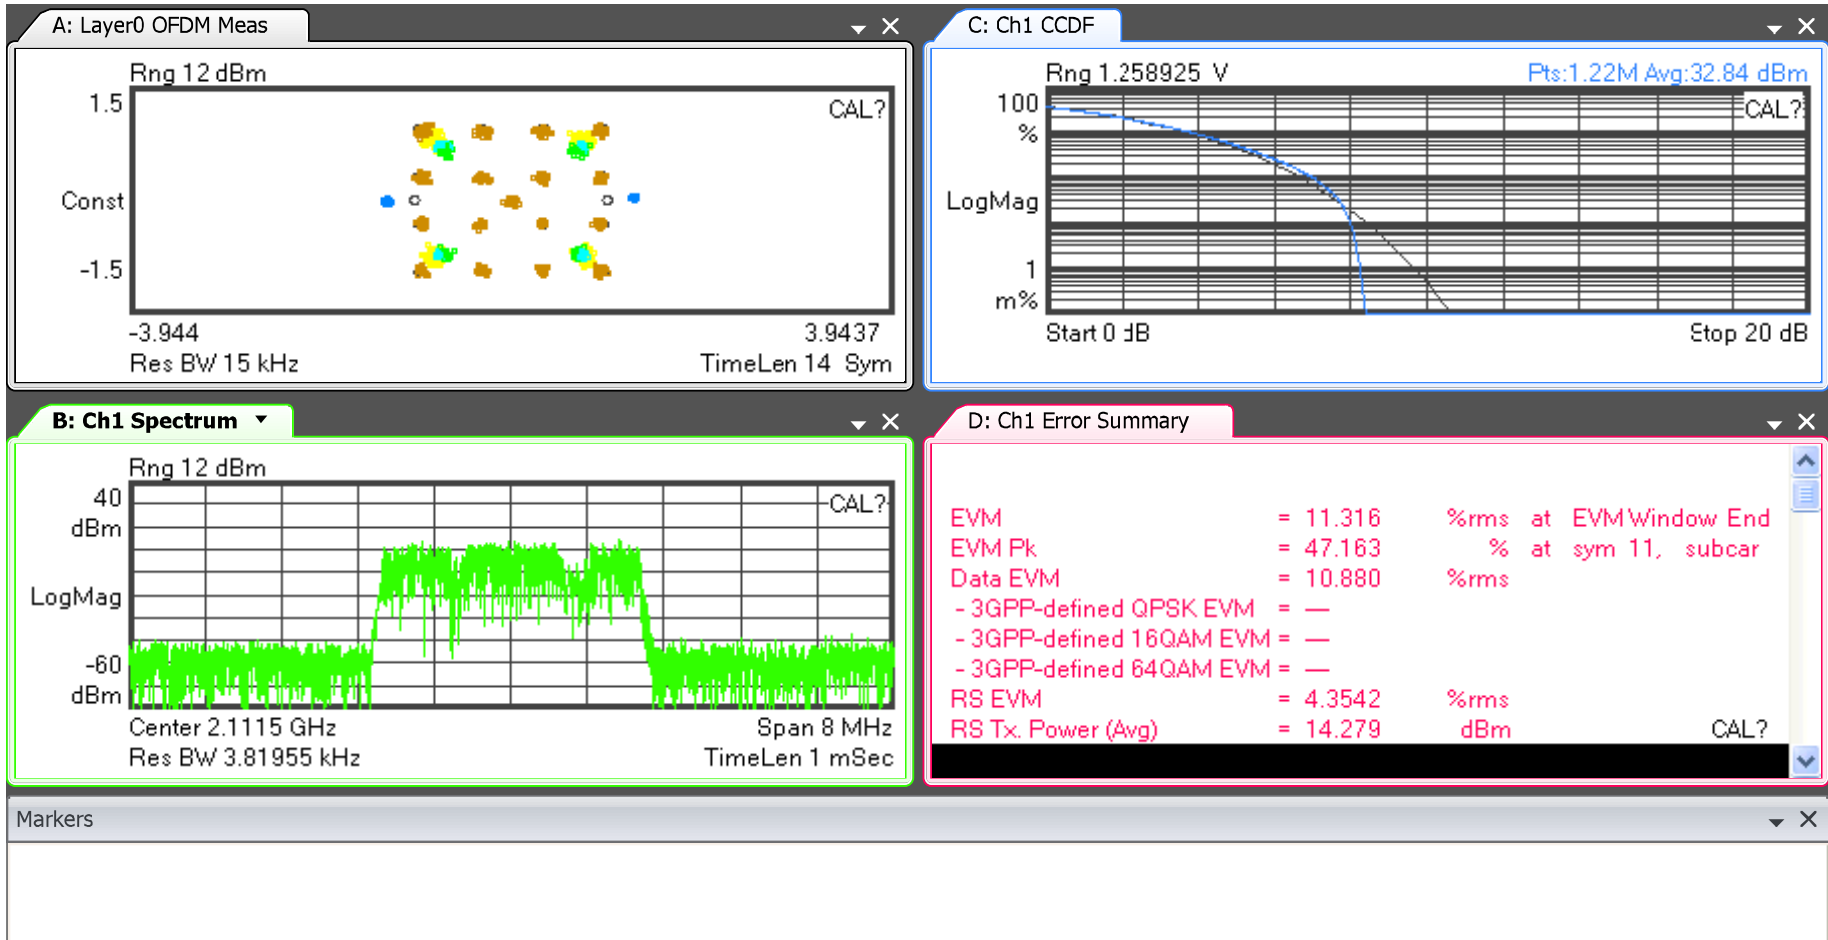 A: Layer0 OFDM Meas
Rng 12 dBm
1.5
CAL?
Const
-1.5
-3.944
3.9437
Res BW 15 kHz
TimeLen 14 Sym
C: Ch1 CCDF
Rng 1.258925 V
Pts:1.22M Avg:32.84 dBm
100
CAL?
%
LogMag
1
m%
Start 0 dB
Stop 20 dB
B: Ch1 Spectrum
Rng 12 dBm
40
CAL?
dBm
LogMag
-60
dBm
Center 2.1115 GHz
Span 8 MHz
Res BW 3.81955 kHz
TimeLen 1 mSec
D: Ch1 Error Summary
EVM = 11.316 %rms at EVM Window End
EVM Pk = 47.163 % at sym 11, subcar
Data EVM = 10.880 %rms
- 3GPP-defined QPSK EVM = —
- 3GPP-defined 16QAM EVM = —
- 3GPP-defined 64QAM EVM = —
RS EVM = 4.3542 %rms
RS Tx. Power (Avg) = 14.279 dBm CAL?
Markers